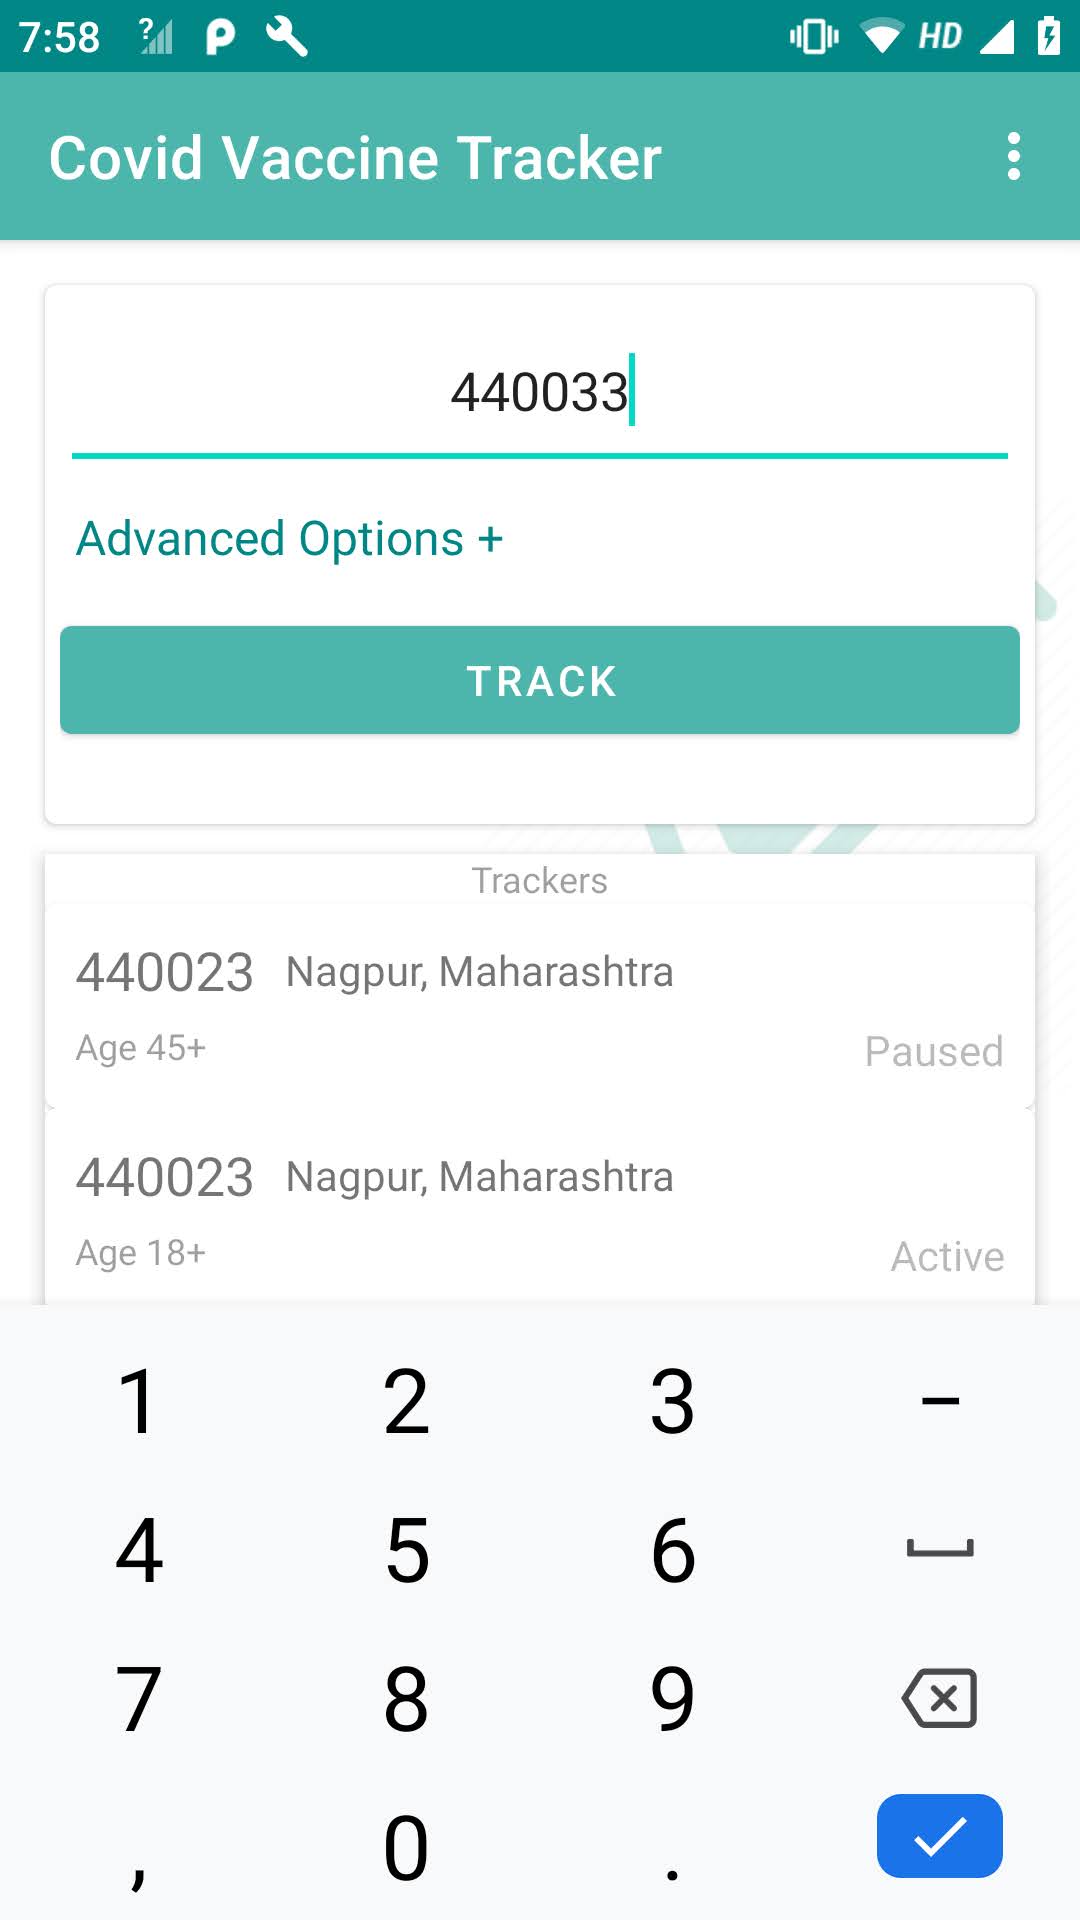 7:58 ? HD
Covid Vaccine Tracker
440033
Advanced Options +
TRACK
Trackers
440023 Nagpur, Maharashtra
Age 45+ Paused
440023 Nagpur, Maharashtra
Age 18+ Active
1 2 3 –
4 5 6
7 8 9
, 0 .